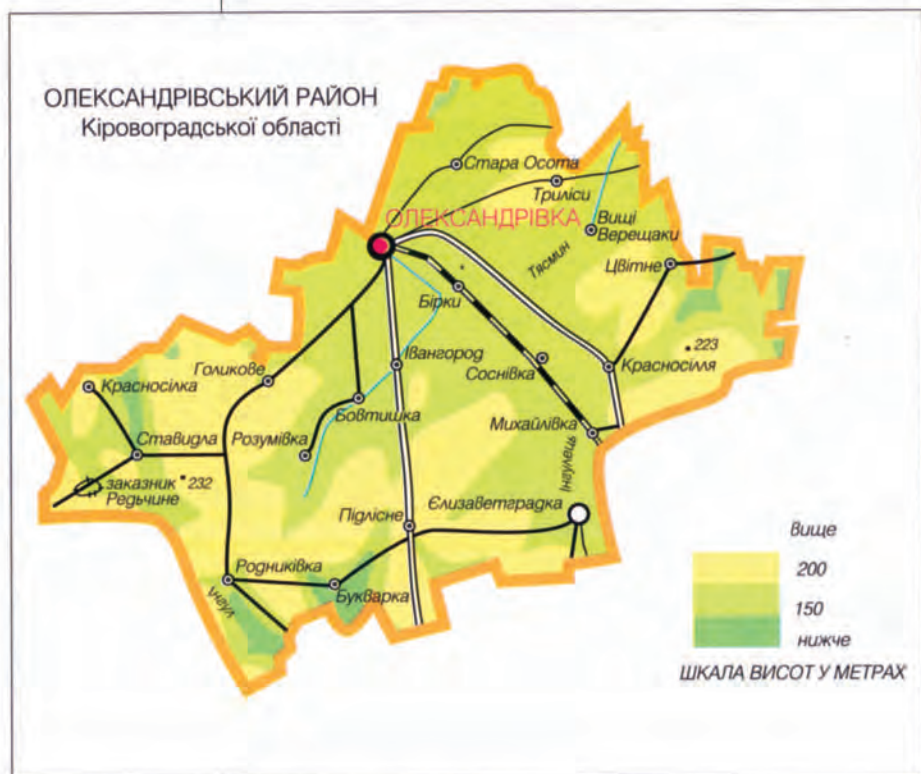 ОЛЕКСАНДРІВСЬКИЙ РАЙОН
Кіровоградської області
Стара Осота
Триліси
ОЛЕКСАНДРІВКА
Вищі
Верещаки
Тясмин
Цвітне
Бірки
Івангород
Соснівка
223
Красносілля
Голикове
Красносілка
Бовтишка
Ставидла
Розумівка
Михайлівка
Інгулець
заказник
Редьчине
232
Єлизаветградка
Підлісне
Родниківка
Інгул
Букварка
вище
200
150
нижче
ШКАЛА ВИСОТ У МЕТРАХ